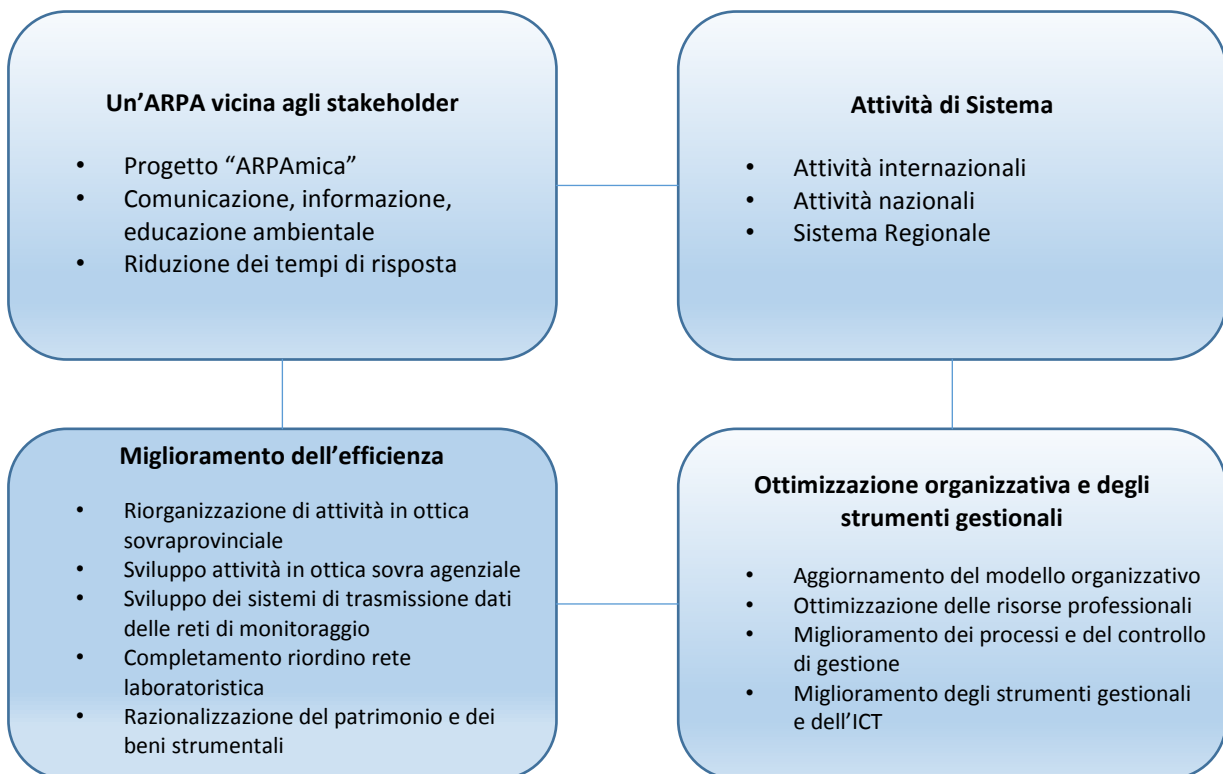 Un’ARPA vicina agli stakeholder
• Progetto “ARPAmica”
• Comunicazione, informazione,
educazione ambientale
• Riduzione dei tempi di risposta
Attività di Sistema
• Attività internazionali
• Attività nazionali
• Sistema Regionale
Miglioramento dell’efficienza
• Riorganizzazione di attività in ottica
sovraprovinciale
• Sviluppo attività in ottica sovra agenziale
• Sviluppo dei sistemi di trasmissione dati
delle reti di monitoraggio
• Completamento riordino rete
laboratoristica
• Razionalizzazione del patrimonio e dei
beni strumentali
Ottimizzazione organizzativa e degli
strumenti gestionali
• Aggiornamento del modello organizzativo
• Ottimizzazione delle risorse professionali
• Miglioramento dei processi e del controllo
di gestione
• Miglioramento degli strumenti gestionali
e dell’ICT